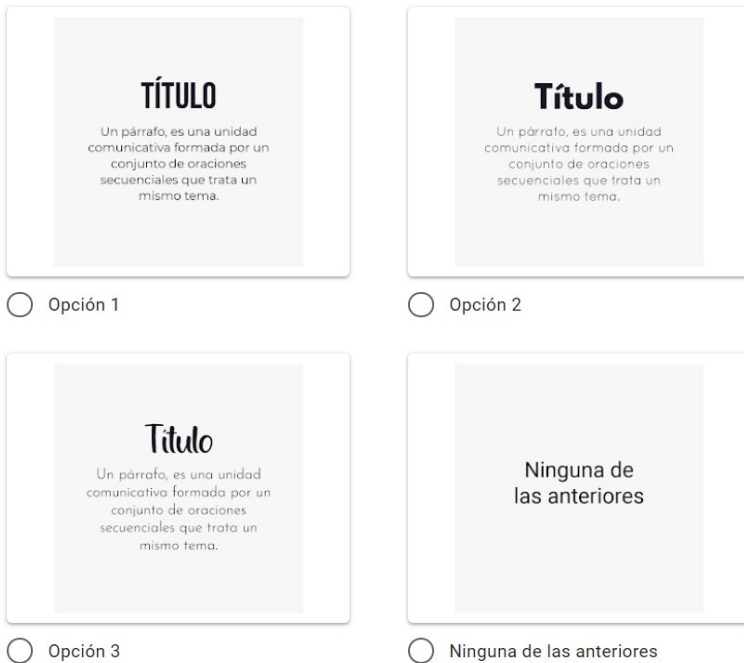 TÍTULO
Un párrafo, es una unidad
comunicativa formada por un
conjunto de oraciones
secuenciales que trata un
mismo tema.
Opción 1
Título
Un párrafo, es una unidad
comunicativa formada por un
conjunto de oraciones
secuenciales que trata un
mismo tema.
Opción 2
Título
Un párrafo, es una unidad
comunicativa formada por un
conjunto de oraciones
secuenciales que trata un
mismo tema.
Opción 3
Ninguna de
las anteriores
Ninguna de las anteriores